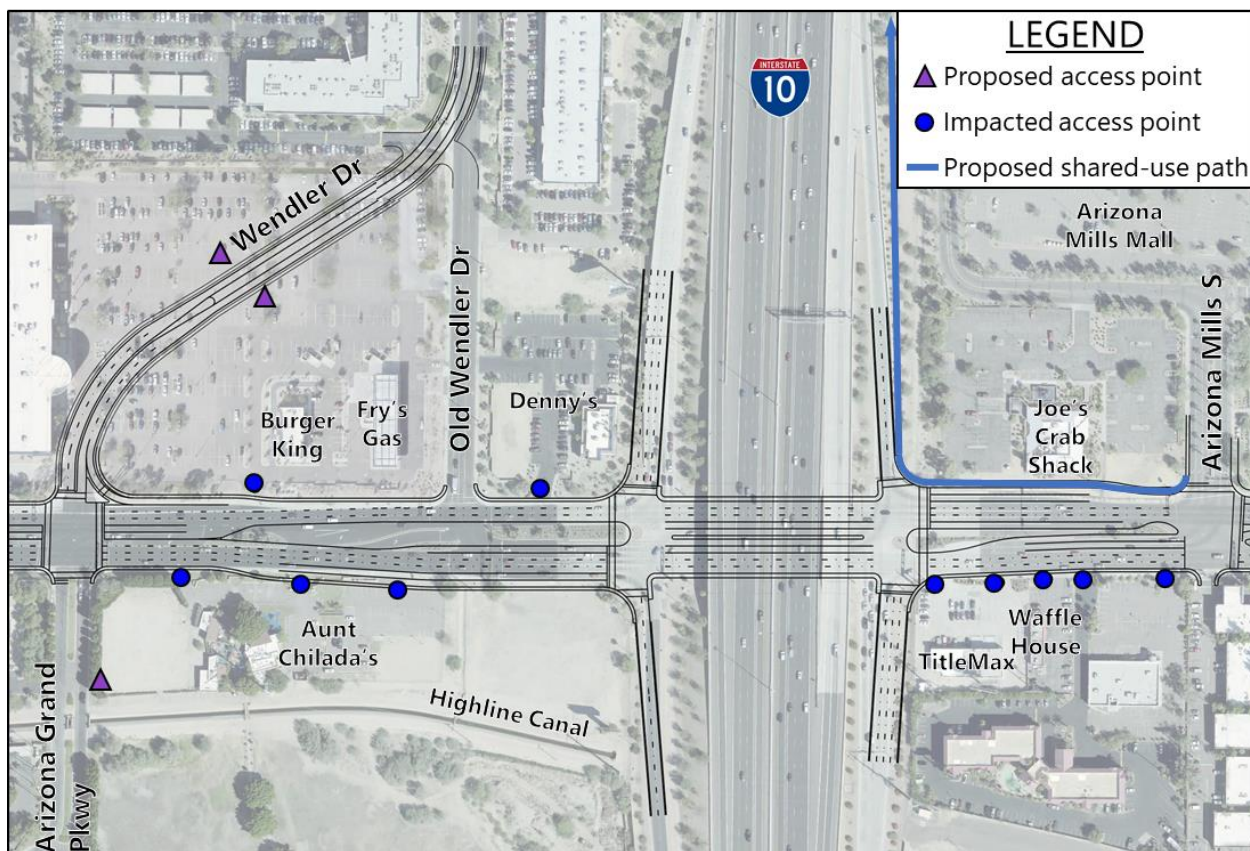 LEGEND
Proposed access point
Impacted access point
Proposed shared-use path
INTERSTATE
10
Wendler Dr
Old Wendler Dr
Arizona
Mills Mall
Arizona Mills S
Burger
King
Fry's
Gas
Denny's
Joe's
Crab
Shack
Aunt
Chilada's
Waffle
House
TitleMax
Highline Canal
Arizona Grand
Pkwy